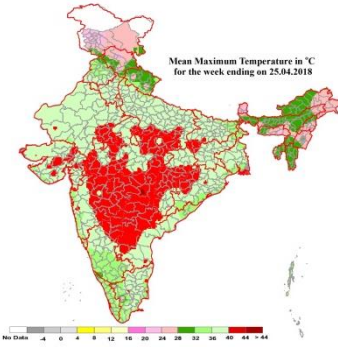 Mean Maximum Temperature in °C
for the week ending on 25.04.2018
No Data -4 0 4 8 12 16 20 24 28 32 36 40 44 > 44